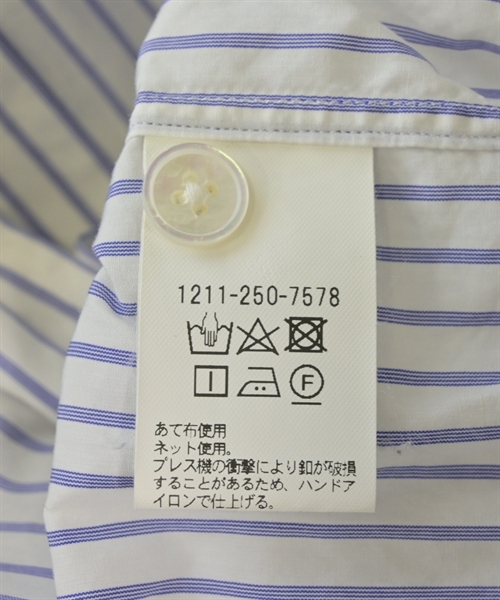 1211-250-7578
F
あて布使用
ネット使用。
プレス機の衝撃により釦が破損
することがあるため、ハンドア
イロンで仕上げる。